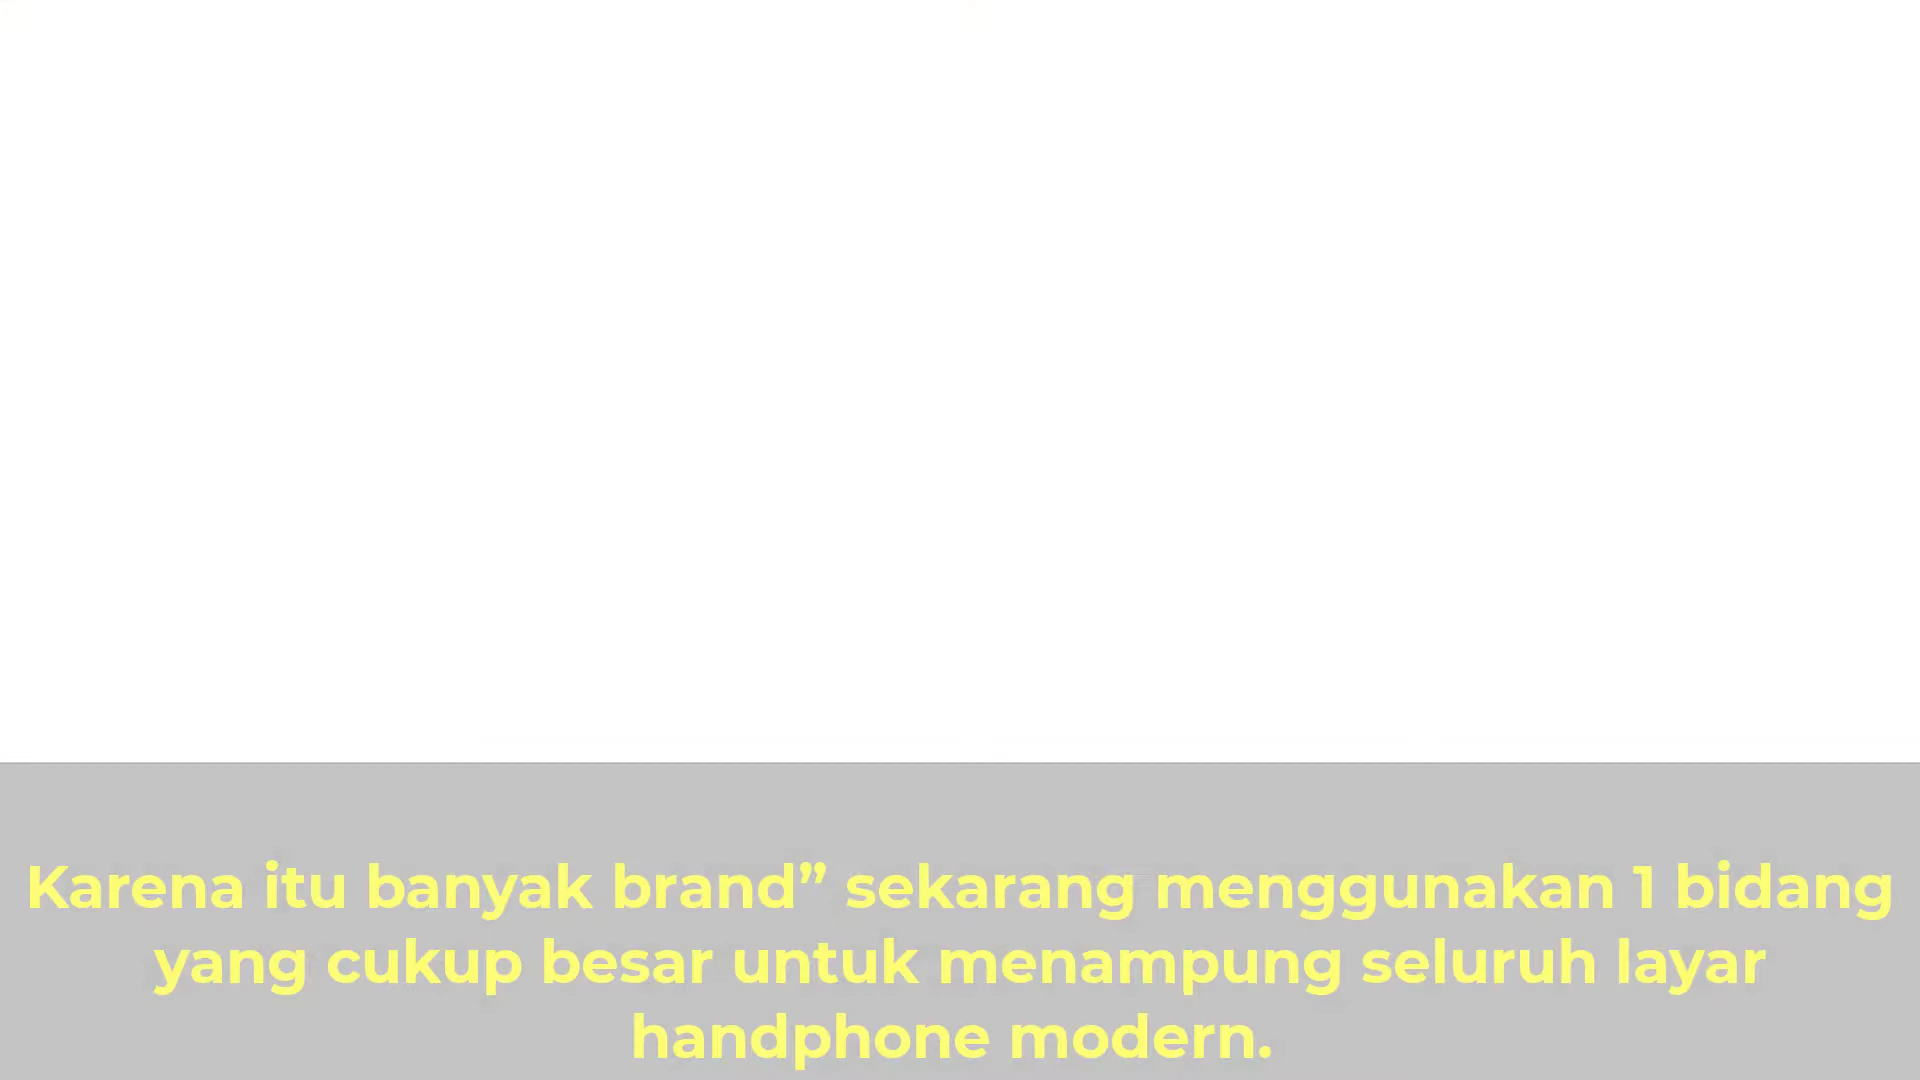 Karena itu banyak brand” sekarang menggunakan 1 bidang
yang cukup besar untuk menampung seluruh layar
handphone modern.